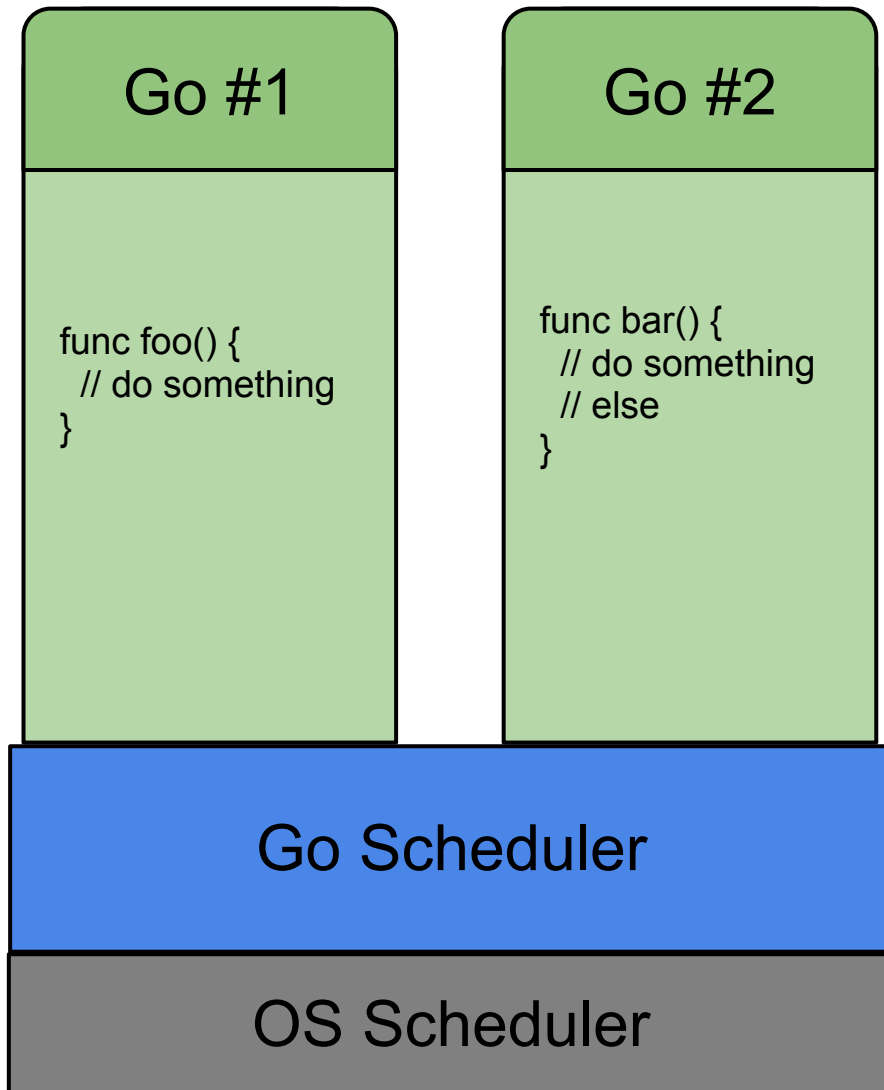 Go #1
func foo() {
  // do something
}
Go #2
func bar() {
  // do something
  // else
}
Go Scheduler
OS Scheduler